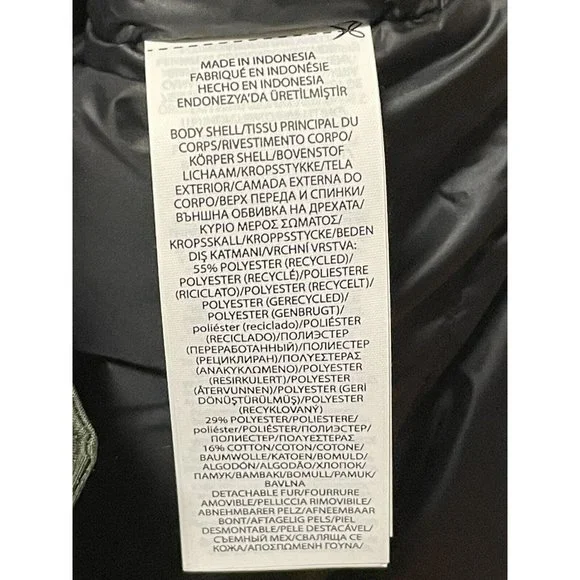 MADE IN INDONESIA
FABRIQUÉ EN INDONÉSIE
HECHO EN INDONESIA
ENDONEZYA'DA ÜRETİLMİŞTİR
BODY SHELL/TISSU PRINCIPAL DU
CORPS/RIVESTIMENTO CORPO/
KÖRPER SHELL/BOVENSTOF
LICHAAM/KROPSSTYKKE/TELA
EXTERIOR/CAMADA EXTERNA DO
CORPO/ВЕРХ ПЕРЕДА И СПИНКИ/
ВЪНШНА ОБВИВКА НА ДРЕХАТА/
ΚΥΡΙΟ ΜΕΡΟΣ ΣΩΜΑΤΟΣ/
KROPSSKALL/KROPPSSTYCKE/BEDEN
DIŞ KATMANI/VRCHNÍ VRSTVA:
55% POLYESTER (RECYCLED)/
POLYESTER (RECYCLÉ)/POLIESTERE
(RICICLATO)/POLYESTER (RECYCELT)/
POLYESTER (GERECYCLED)/
POLYESTER (GENBRUGT)/
poliéster (reciclado)/POLIÉSTER
(RECICLADO)/ПОЛИЭСТЕР
(ПЕРЕРАБОТАННЫЙ)/ПОЛИЕСТЕР
(РЕЦИКЛИРАН)/ΠΟΛΥΕΣΤΕΡΑΣ
(ΑΝΑΚΥΚΛΩΜΕΝΟ)/POLYESTER
(RESIRKULERT)/POLYESTER
(ÅTERVUNNEN)/POLYESTER (GERİ
DÖNÜŞTÜRÜLMÜŞ)/POLYESTER
(RECYKLOVANÝ)
29% POLYESTER/POLIESTERE/
poliéster/POLIÉSTER/ПОЛИЭСТЕР/
ПОЛИЕСТЕР/ΠΟΛΥΕΣΤΕΡΑΣ
16% COTTON/COTON/COTONE/
BAUMWOLLE/KATOEN/BOMULD/
ALGODÓN/ALGODÃO/ХЛОПОК/
ПАМУК/ΒΑΜΒΑΚΙ/BOMULL/PAMUK/
BAVLNA
DETACHABLE FUR/FOURRURE
AMOVIBLE/PELLICCIA RIMOVIBILE/
ABNEHMBARER PELZ/AFNEEMBAAR
BONT/AFTAGELIG PELS/PIEL
DESMONTABLE/PELE DESTACÁVEL/
СЪЕМНЫЙ МЕХ/СВАЛЯЩА СЕ
КОЖА/ΑΠΟΣΠΩΜΕΝΗ ΓΟΥΝΑ/